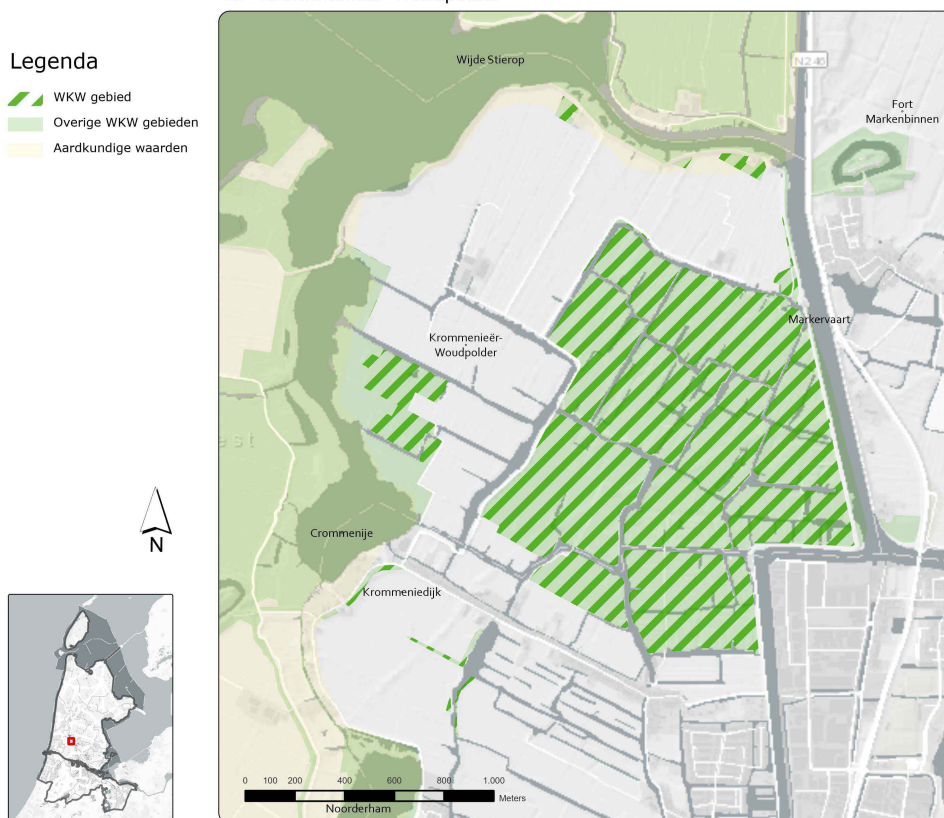 Legenda
WKW gebied
Overige WKW gebieden
Aardkundige waarden
N
Wijde Stierop
N246
Fort
Markenbinnen
Markervaart
Krommenieër-
Woudpolder
est
Crommenije
Krommeniedijk
0 100 200 400 600 800 1.000
Meters
Noorderham